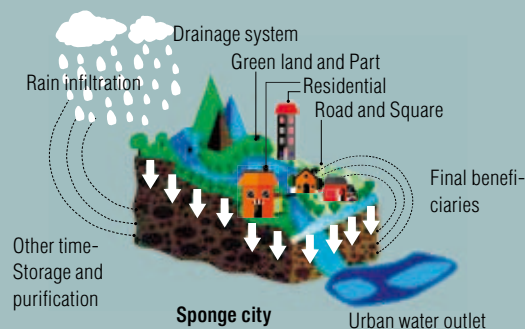 Drainage system
Green land and Part
Rain infiltration
Residential
Road and Square
Final benefi-
ciaries
Other time-
Storage and
purification
Sponge city
Urban water outlet